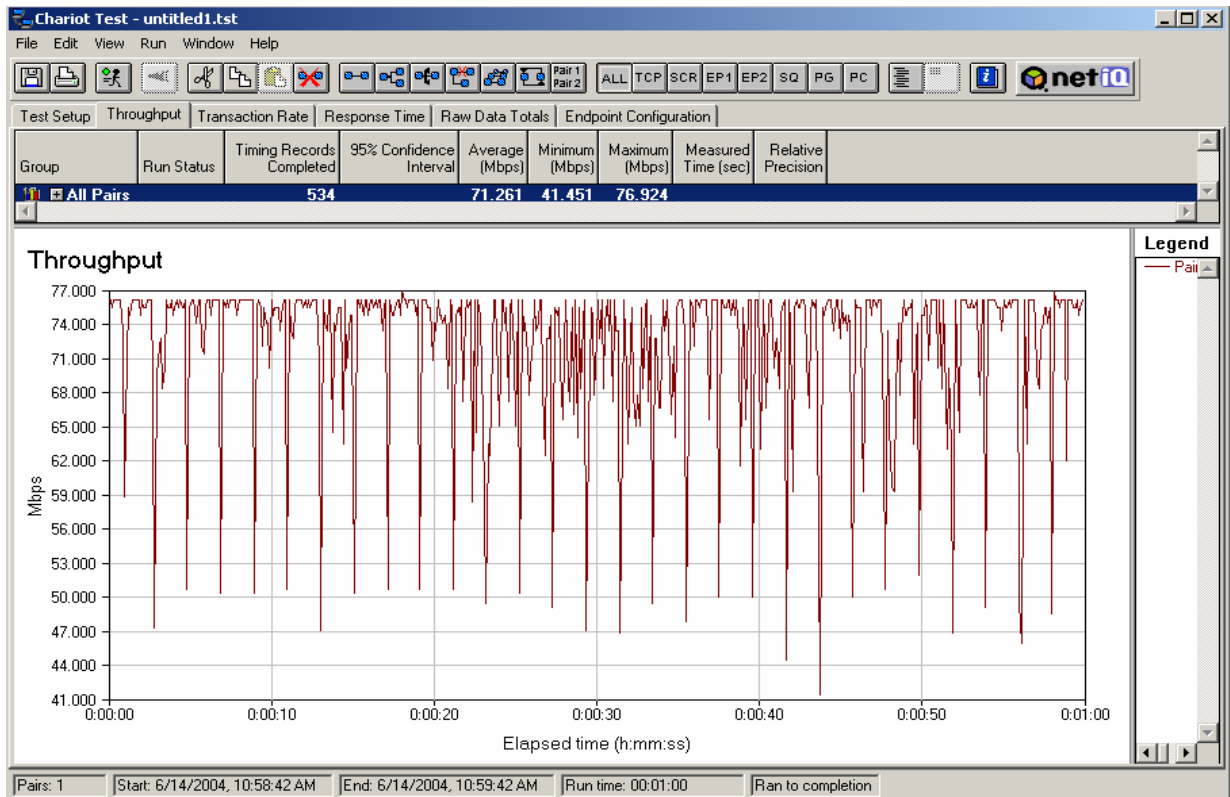 Chariot Test - untitled1.tst
File Edit View Run Window Help
Pair 1
Pair 2
ALL TCP SCR EP1 EP2 SQ PG PC
netiQ
Test Setup Throughput Transaction Rate Response Time Raw Data Totals Endpoint Configuration
Group Run Status Timing Records Completed 95% Confidence Interval Average (Mbps) Minimum (Mbps) Maximum (Mbps) Measured Time (sec) Relative Precision
All Pairs 534 71.261 41.451 76.924
Throughput
Legend
Pair
77.000
74.000
71.000
68.000
65.000
62.000
59.000
56.000
53.000
50.000
47.000
44.000
41.000
Mbps
0:00:00 0:00:10 0:00:20 0:00:30 0:00:40 0:00:50 0:01:00
Elapsed time (h:mm:ss)
Pairs: 1 Start: 6/14/2004, 10:58:42 AM End: 6/14/2004, 10:59:42 AM Run time: 00:01:00 Ran to completion